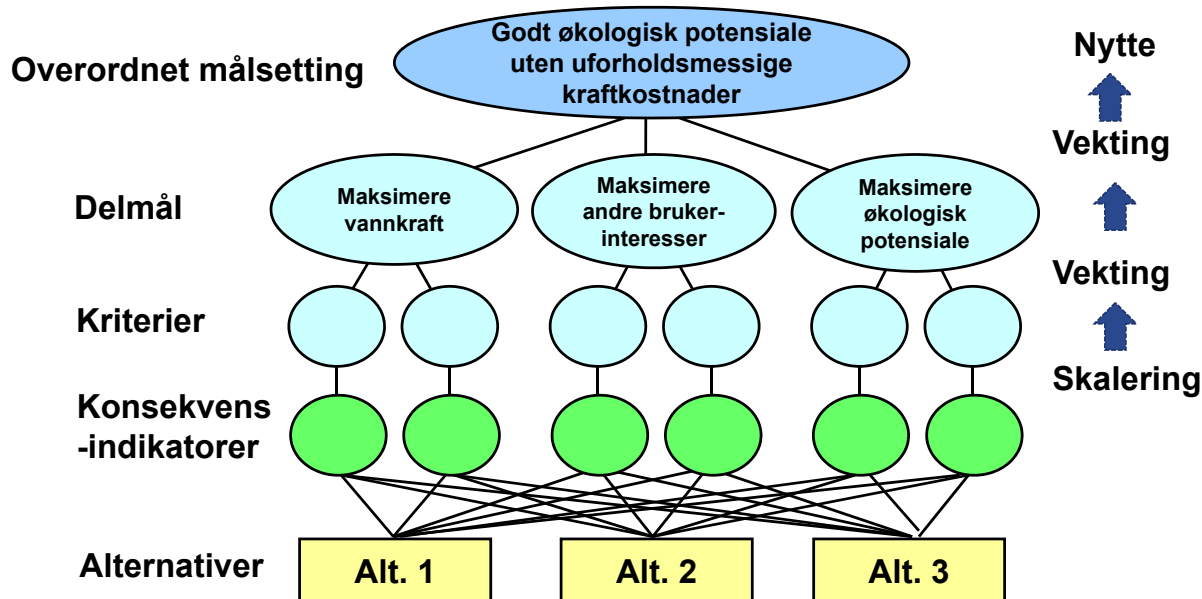 Godt økologisk potensiale
uten uforholdsmessige
kraftkostnader
Overordnet målsetting
Nytte
Vekting
Delmål
Maksimere
vannkraft
Maksimere
andre bruker-
interesser
Maksimere
økologisk
potensiale
Vekting
Kriterier
Skalering
Konsekvens
-indikatorer
Alternativer
Alt. 1
Alt. 2
Alt. 3